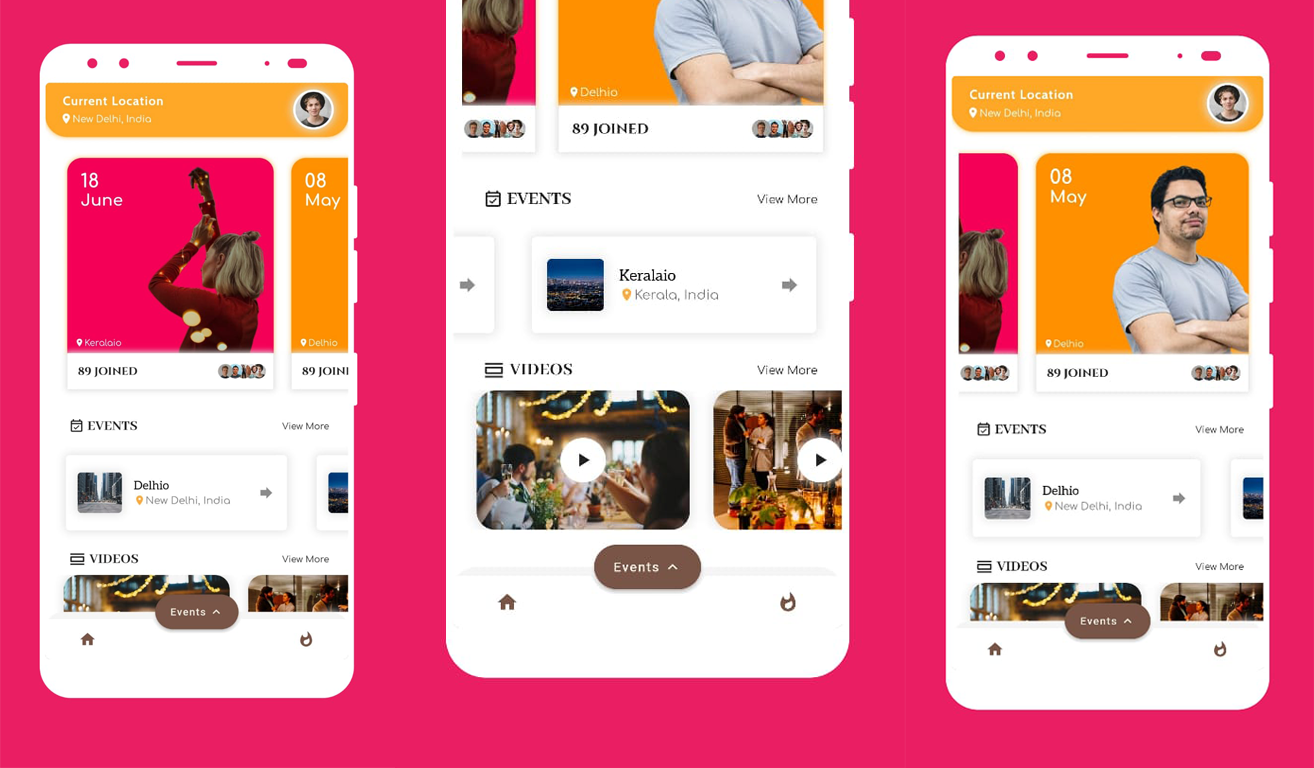 Current Location
New Delhi, India
18
June
08
May
Keralaio
Delhio
89 JOINED
89 JOIN
EVENTS
View More
Delhio
New Delhi, India
VIDEOS
View More
Events
Delhio
89 JOINED
EVENTS
View More
Keralaio
Kerala, India
VIDEOS
View More
Events
Current Location
New Delhi, India
08
May
Delhio
89 JOINED
EVENTS
View More
Delhio
New Delhi, India
VIDEOS
View More
Events